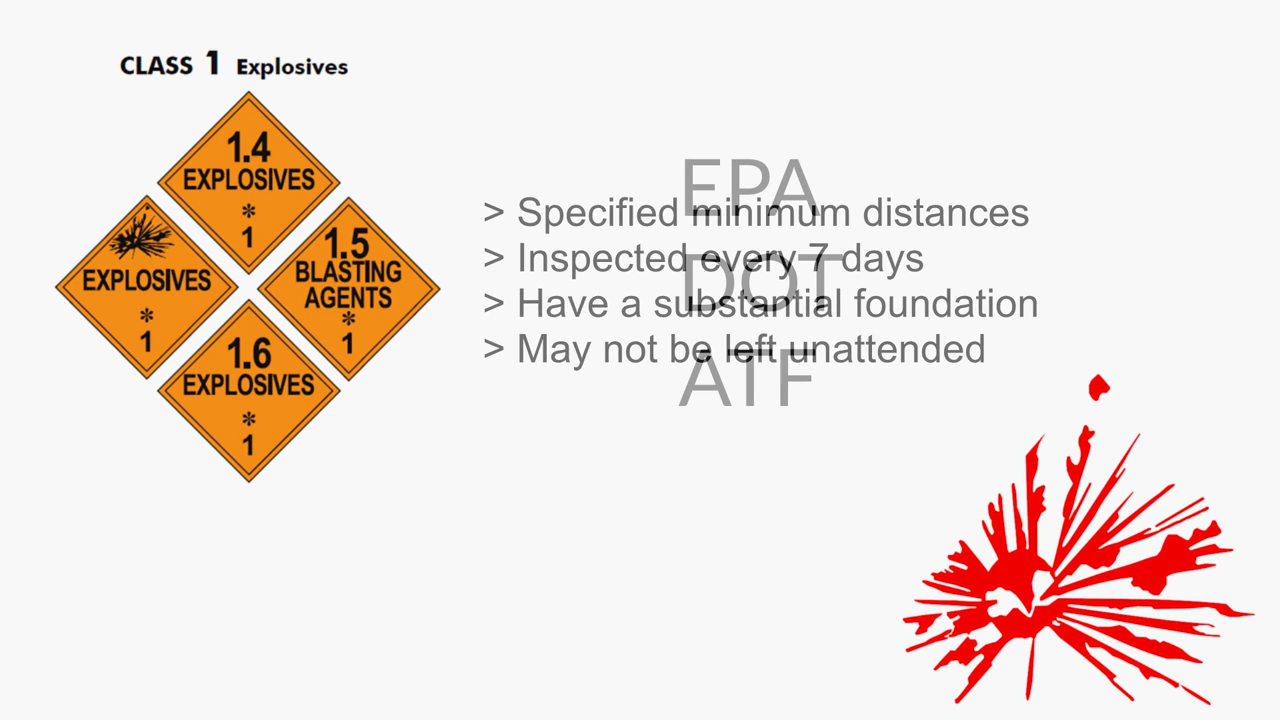 CLASS 1 Explosives
1.4
EXPLOSIVES
*
1
EXPLOSIVES
*
1
1.5
BLASTING
AGENTS
*
1
1.6
EXPLOSIVES
*
1
EPA
> Specified minimum distances
> Inspected every 7 days
DOT
> Have a substantial foundation
> May not be left unattended
ATF